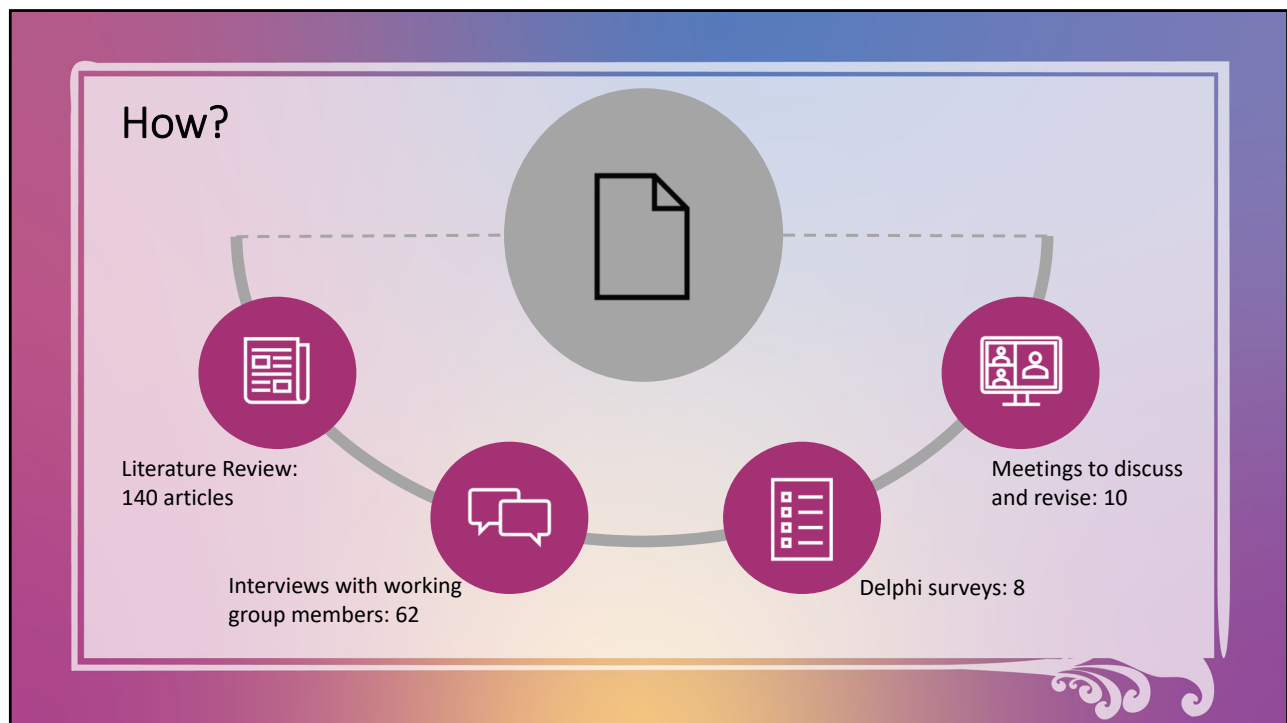 How?
Literature Review:
140 articles
Interviews with working
group members: 62
Delphi surveys: 8
Meetings to discuss
and revise: 10